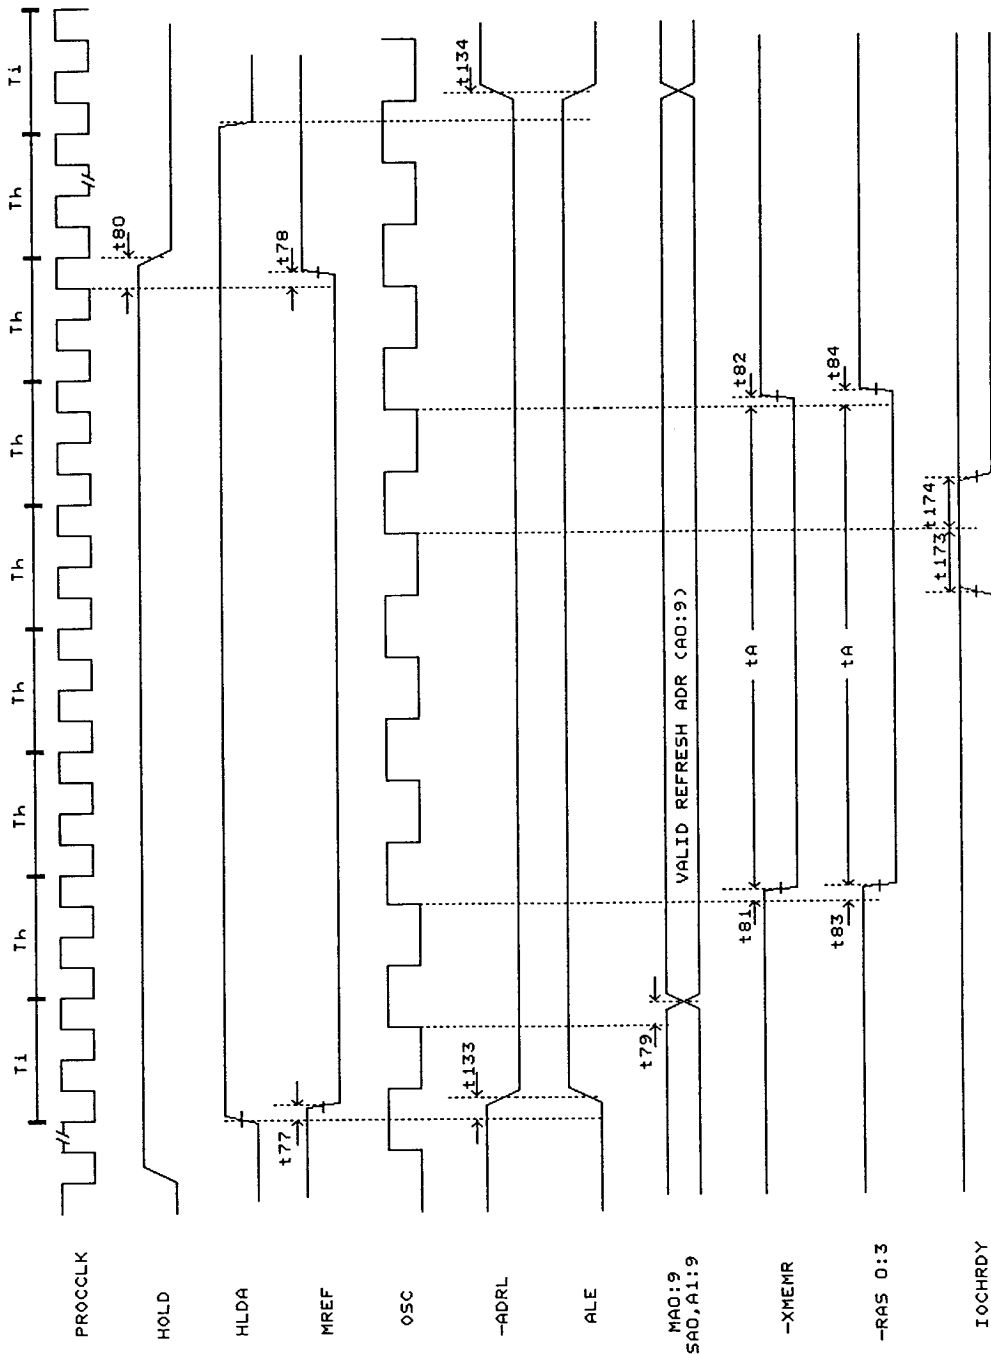 Ti Th Th Th Th Th Th Th Ti
PROCCLK
t80
HOLD
HLDA
t77 t78
MREF
OSC
t133 t134
-ADRL
ALE
t79
MA0:9
SA0,A1:9
VALID REFRESH ADR (A0:9)
t81 tA t82
-XMEMR
t83 tA t84
-RAS 0:3
t173 t174
IOCHRDY